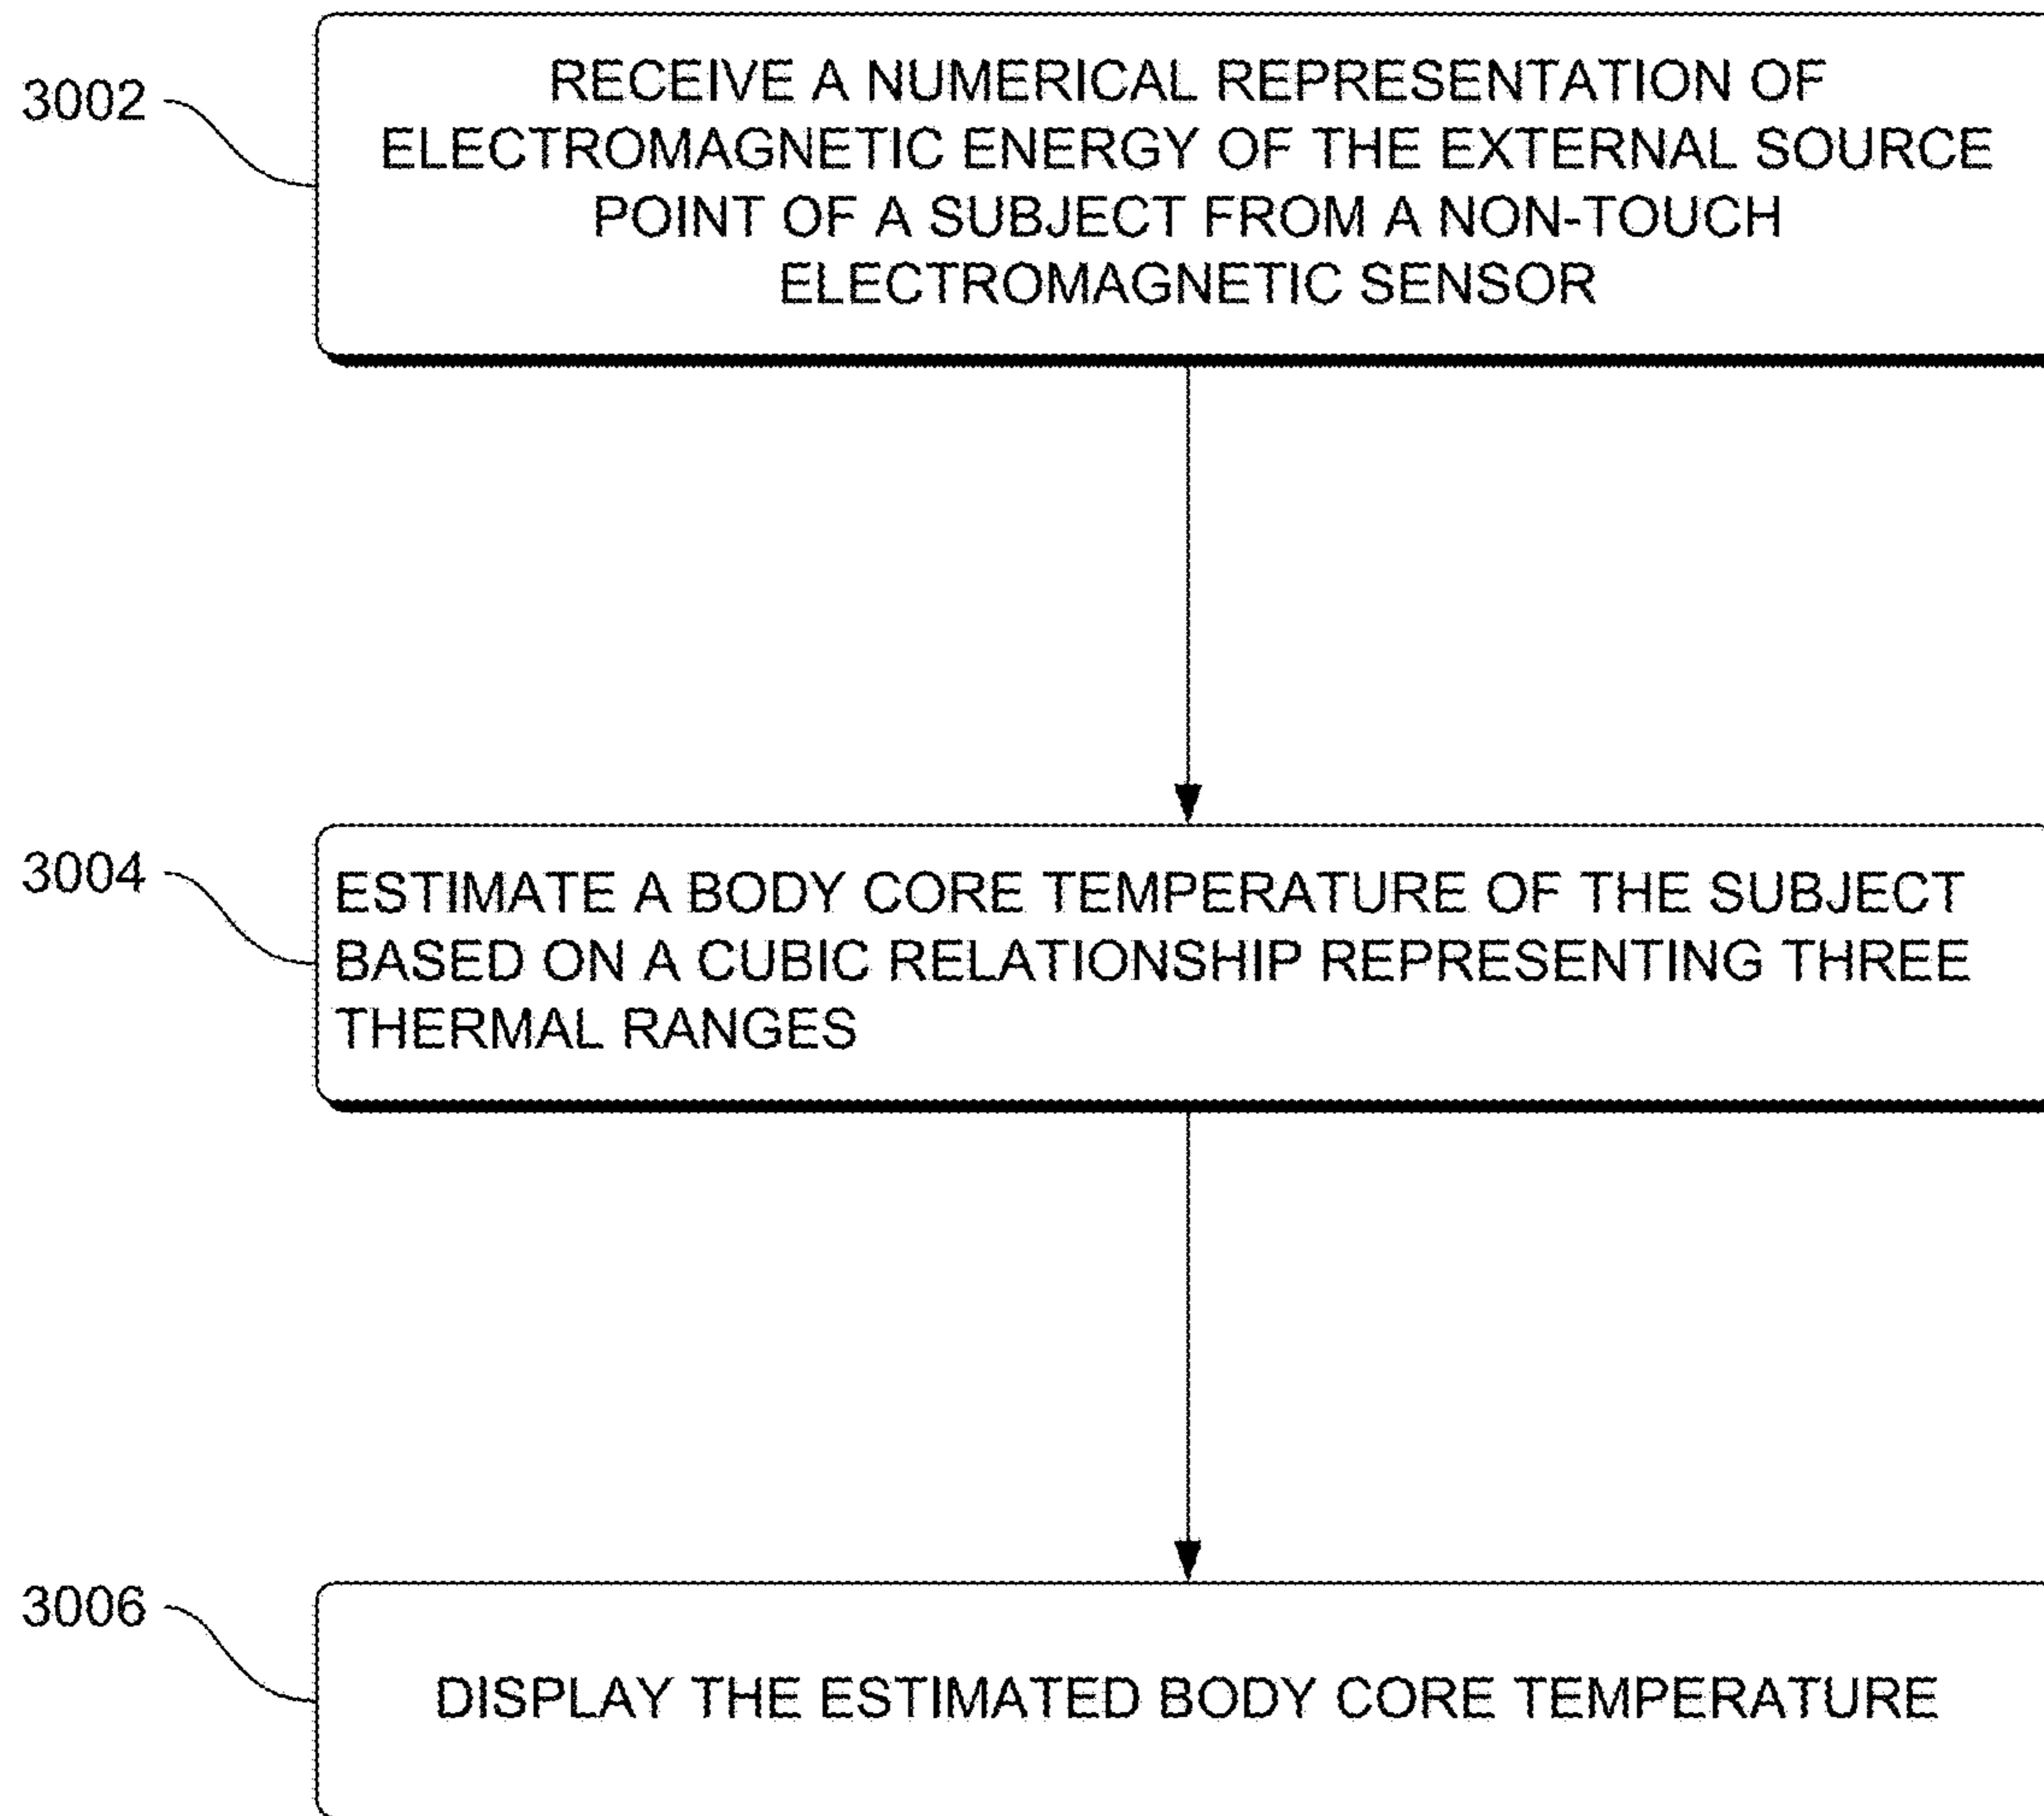 3002
RECEIVE A NUMERICAL REPRESENTATION OF
ELECTROMAGNETIC ENERGY OF THE EXTERNAL SOURCE
POINT OF A SUBJECT FROM A NON-TOUCH
ELECTROMAGNETIC SENSOR
3004
ESTIMATE A BODY CORE TEMPERATURE OF THE SUBJECT
BASED ON A CUBIC RELATIONSHIP REPRESENTING THREE
THERMAL RANGES
3006
DISPLAY THE ESTIMATED BODY CORE TEMPERATURE